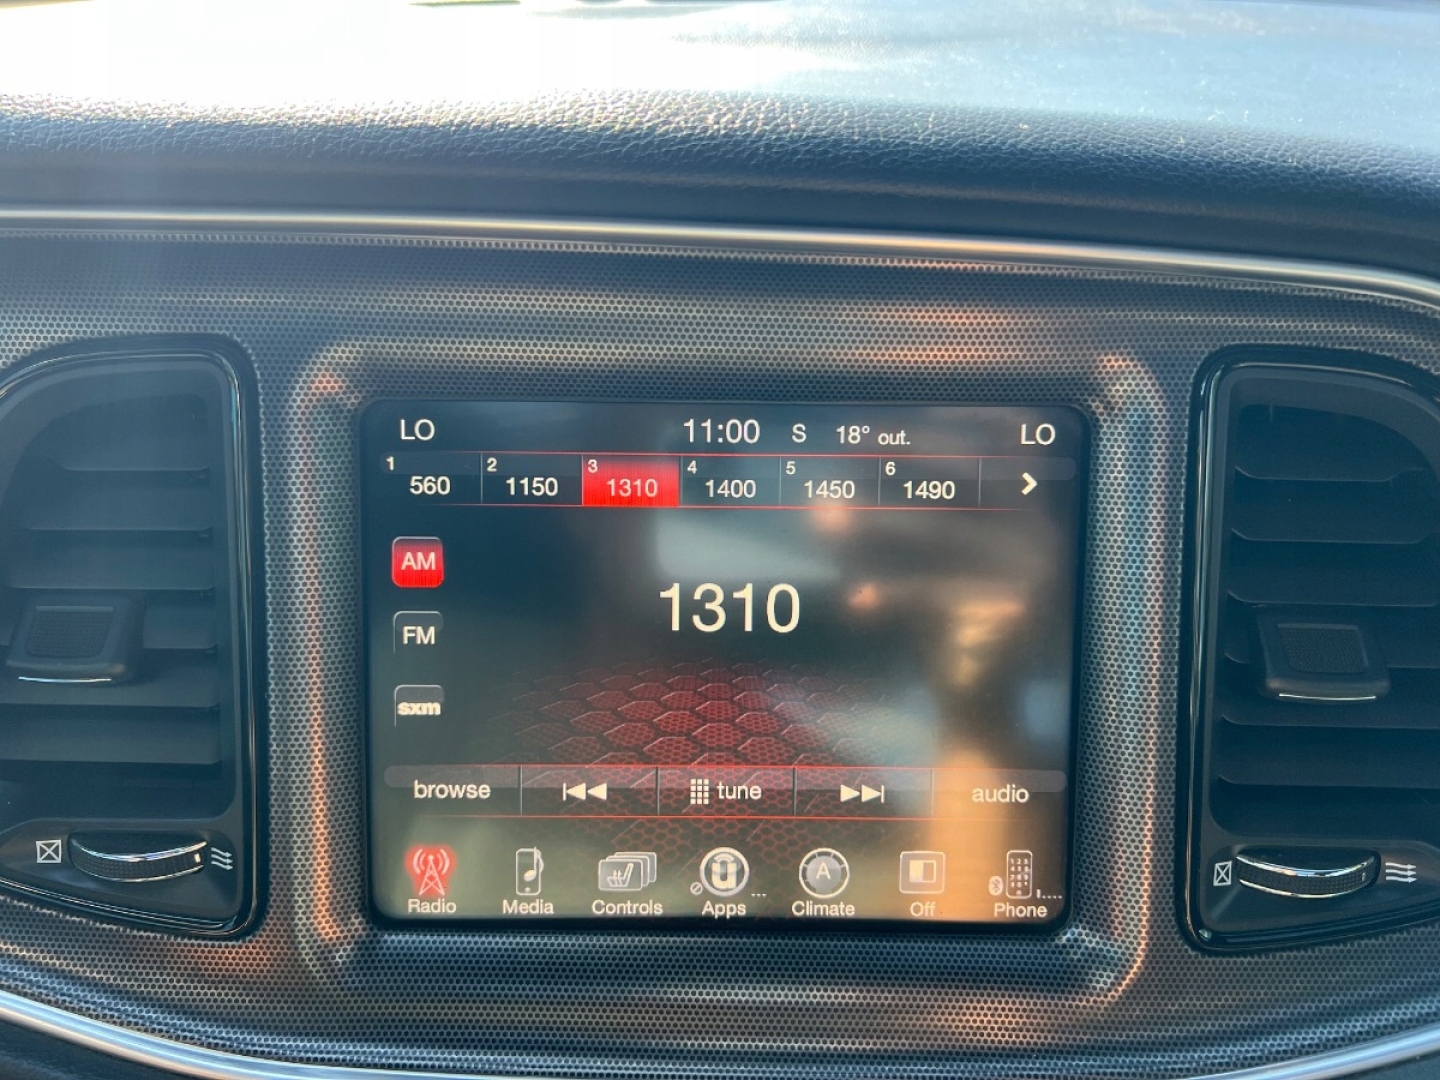 LO 11:00 S 18° out. LO
1 560 2 1150 3 1310 4 1400 5 1450 6 1490
AM
1310
FM
sxm
browse tune audio
A
Radio Media Controls Apps Climate Off Phone